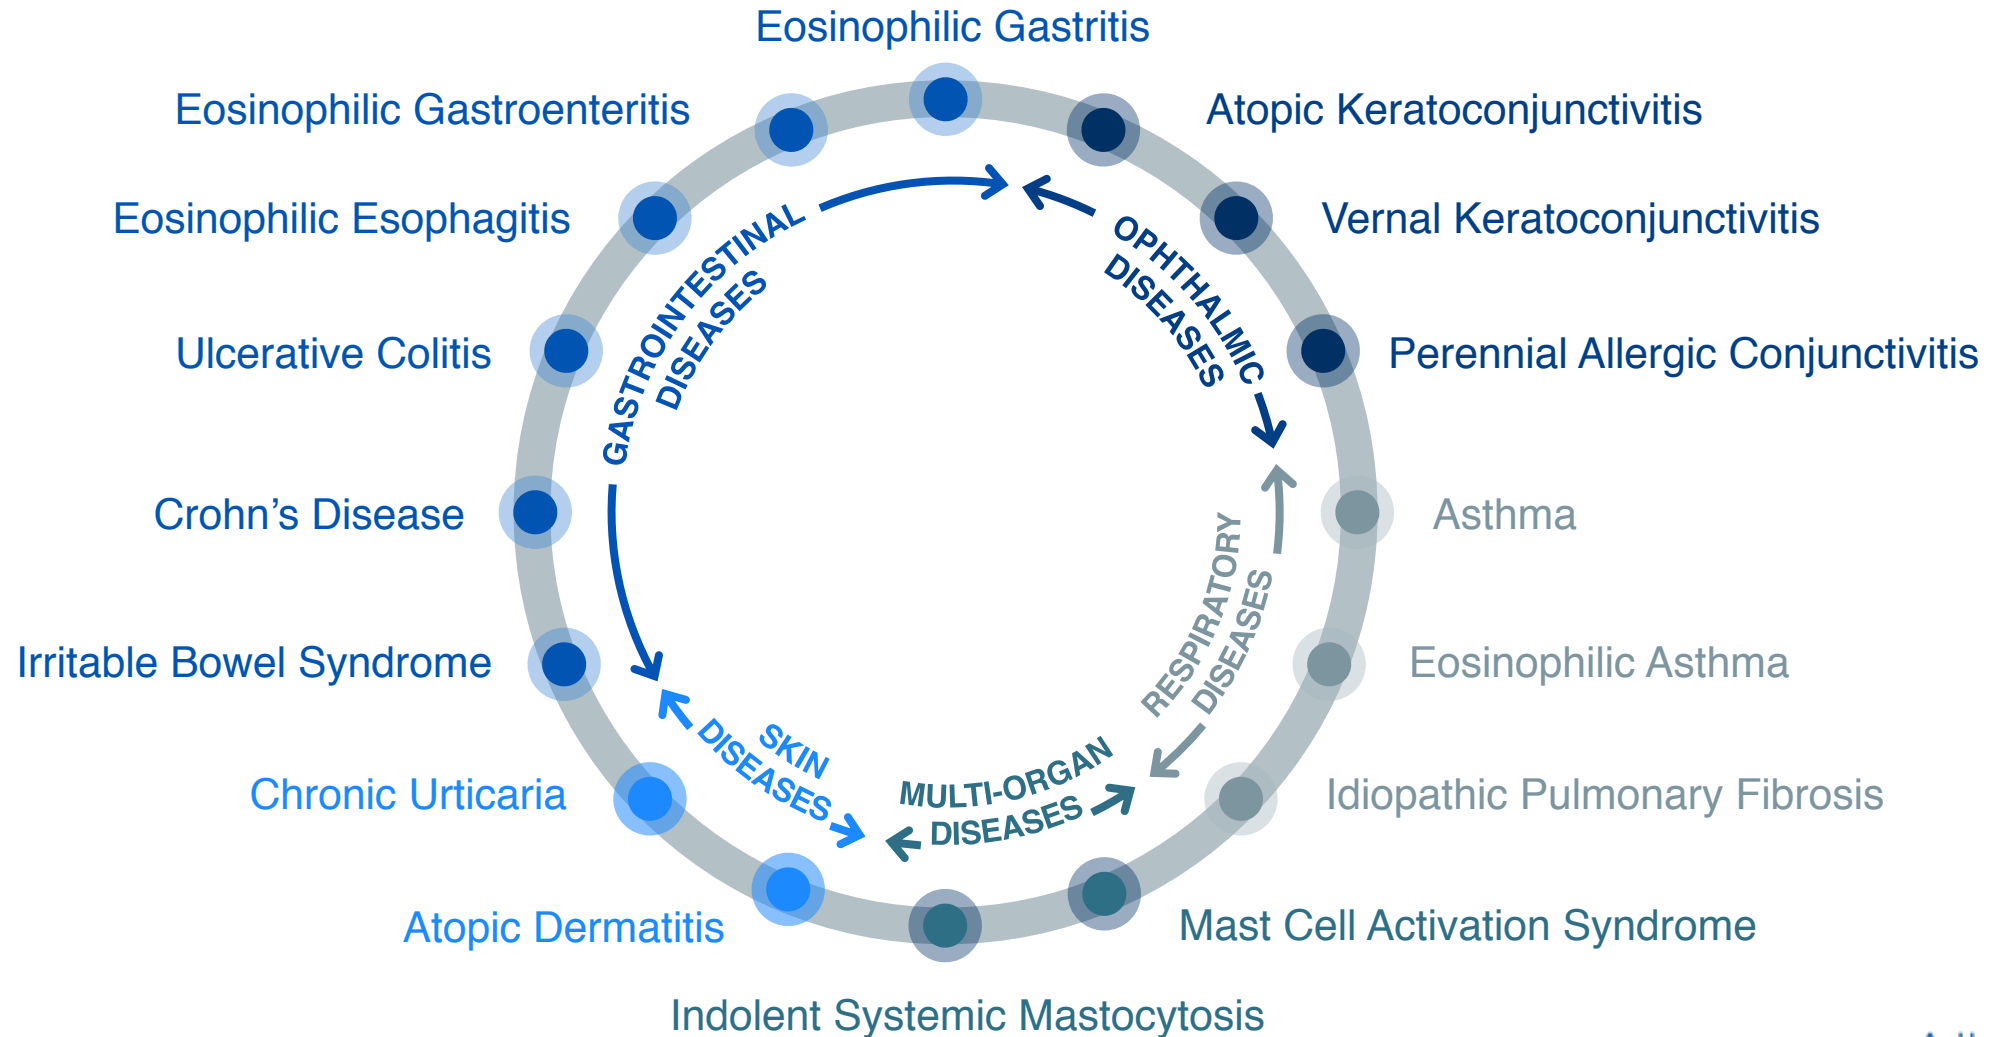 Eosinophilic Gastritis
Eosinophilic Gastroenteritis
Atopic Keratoconjunctivitis
Eosinophilic Esophagitis
Vernal Keratoconjunctivitis
Ulcerative Colitis
Perennial Allergic Conjunctivitis
Crohn’s Disease
Asthma
Irritable Bowel Syndrome
Eosinophilic Asthma
Chronic Urticaria
Idiopathic Pulmonary Fibrosis
Atopic Dermatitis
Mast Cell Activation Syndrome
Indolent Systemic Mastocytosis
GASTROINTESTINAL
DISEASES
OPHTHALMIC
DISEASES
RESPIRATORY
DISEASES
MULTI-ORGAN
DISEASES
SKIN
DISEASES